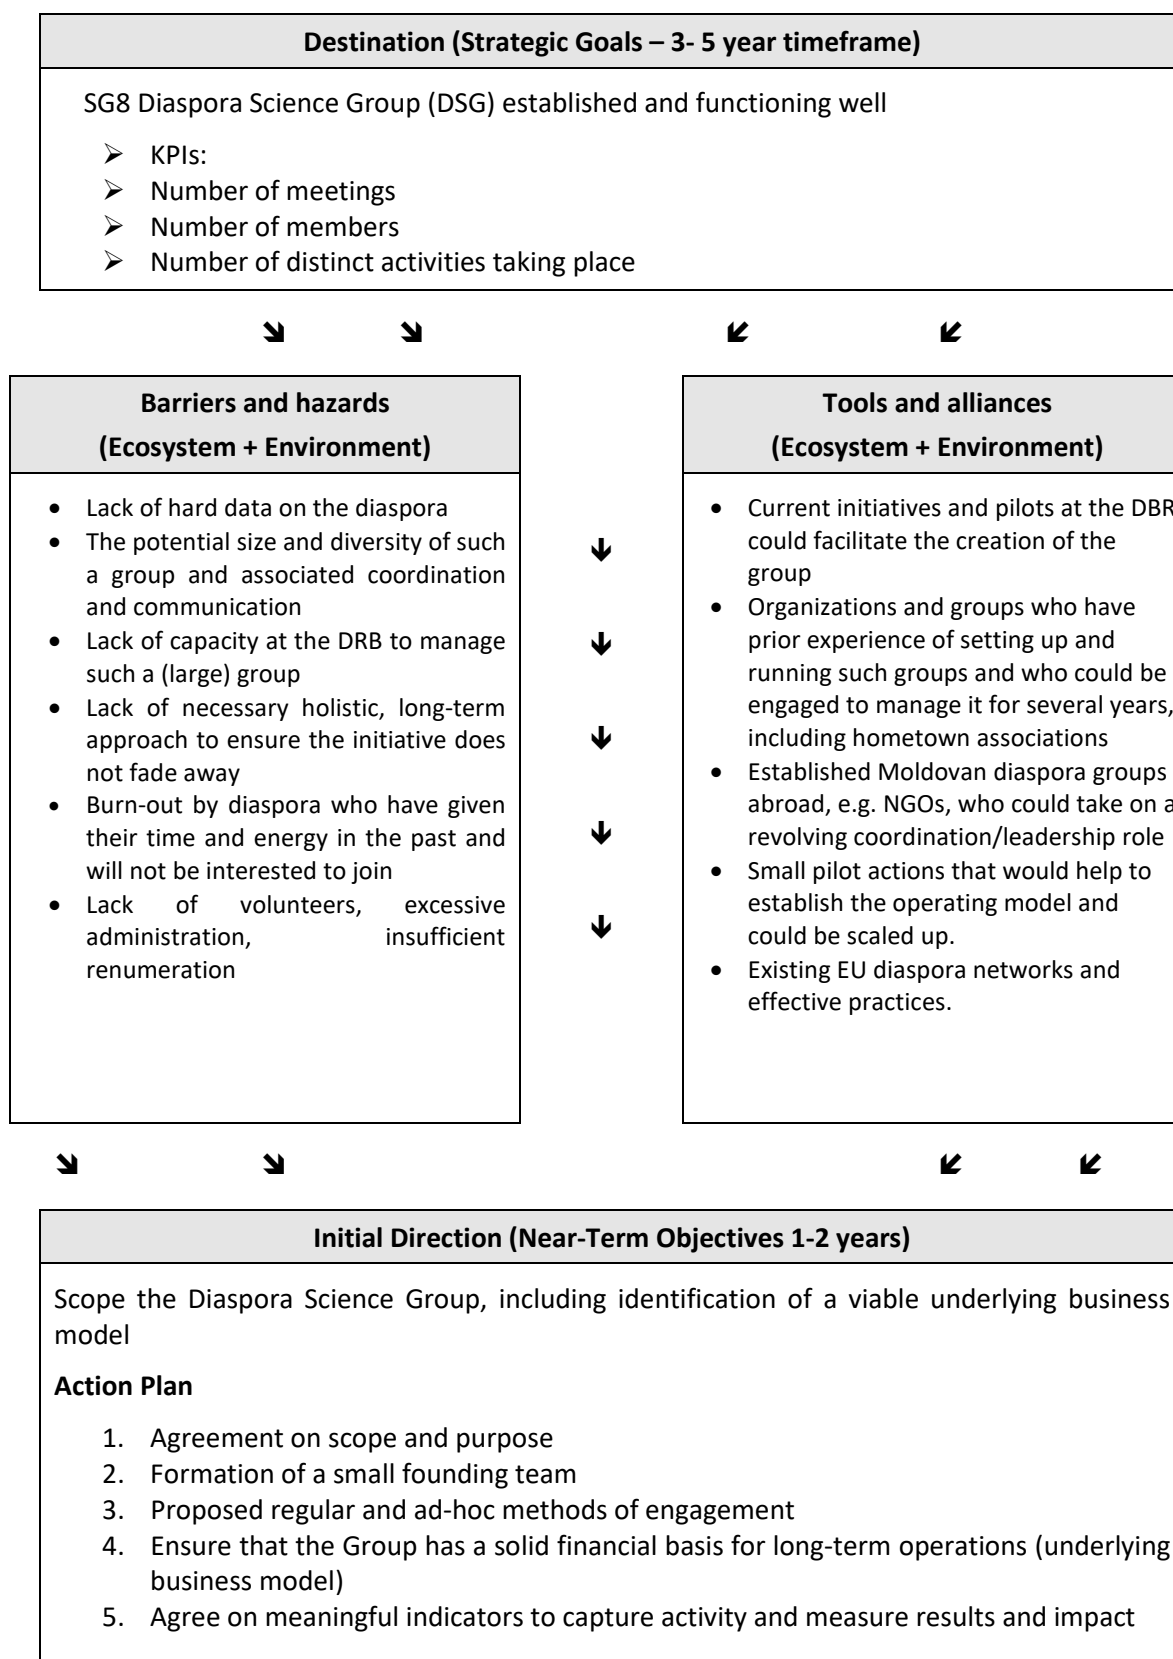 Destination (Strategic Goals – 3- 5 year timeframe)
SG8 Diaspora Science Group (DSG) established and functioning well
➢ KPIs:
➢ Number of meetings
➢ Number of members
➢ Number of distinct activities taking place
Barriers and hazards
(Ecosystem + Environment)
• Lack of hard data on the diaspora
• The potential size and diversity of such
a group and associated coordination
and communication
• Lack of capacity at the DRB to manage
such a (large) group
• Lack of necessary holistic, long-term
approach to ensure the initiative does
not fade away
• Burn-out by diaspora who have given
their time and energy in the past and
will not be interested to join
• Lack of volunteers, excessive
administration, insufficient
renumeration
Tools and alliances
(Ecosystem + Environment)
• Current initiatives and pilots at the DBR
could facilitate the creation of the
group
• Organizations and groups who have
prior experience of setting up and
running such groups and who could be
engaged to manage it for several years,
including hometown associations
• Established Moldovan diaspora groups
abroad, e.g. NGOs, who could take on a
revolving coordination/leadership role
• Small pilot actions that would help to
establish the operating model and
could be scaled up.
• Existing EU diaspora networks and
effective practices.
Initial Direction (Near-Term Objectives 1-2 years)
Scope the Diaspora Science Group, including identification of a viable underlying business
model
Action Plan
1. Agreement on scope and purpose
2. Formation of a small founding team
3. Proposed regular and ad-hoc methods of engagement
4. Ensure that the Group has a solid financial basis for long-term operations (underlying
business model)
5. Agree on meaningful indicators to capture activity and measure results and impact